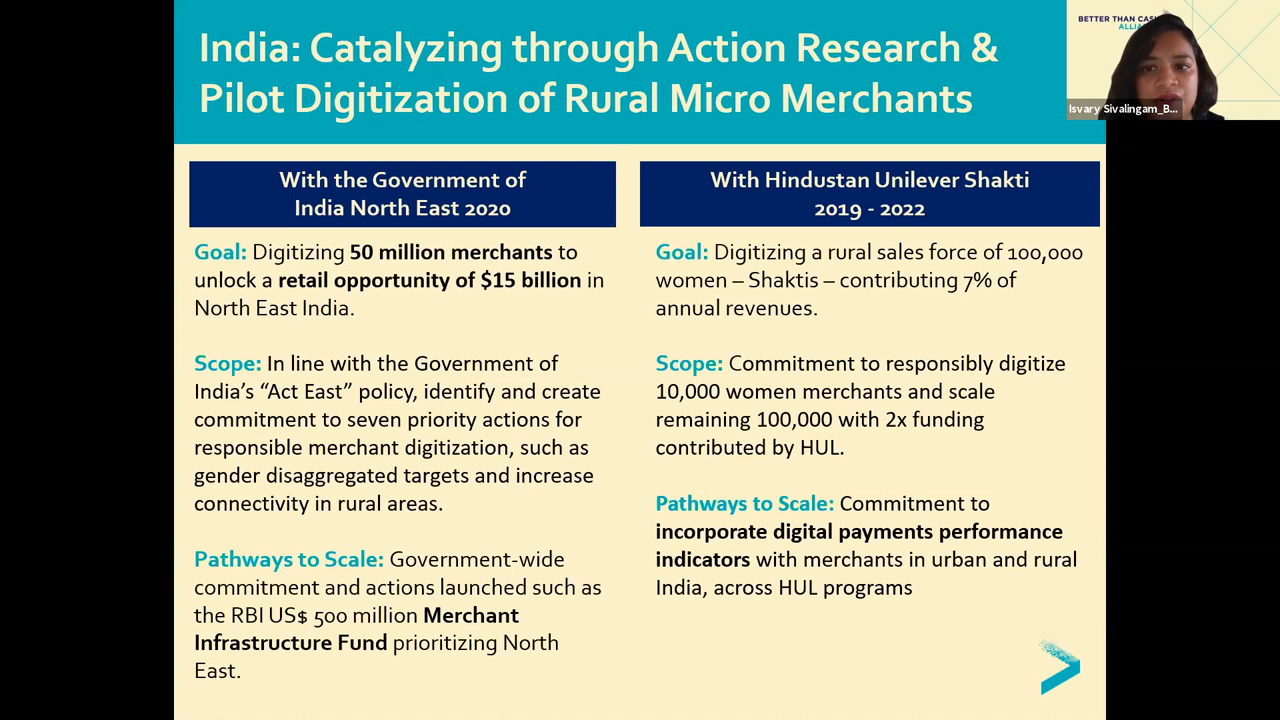 India: Catalyzing through Action Research &
Pilot Digitization of Rural Micro Merchants
BETTER THAN
Isvary Sivalingam_B...
With the Government of
India North East 2020
Goal: Digitizing 50 million merchants to
unlock a retail opportunity of $15 billion in
North East India.
Scope: In line with the Government of
India's “Act East” policy, identify and create
commitment to seven priority actions for
responsible merchant digitization, such as
gender disaggregated targets and increase
connectivity in rural areas.
Pathways to Scale: Government-wide
commitment and actions launched such as
the RBI US$ 500 million Merchant
Infrastructure Fund prioritizing North
East.
With Hindustan Unilever Shakti
2019 - 2022
Goal: Digitizing a rural sales force of 100,000
women – Shaktis – contributing 7% of
annual revenues.
Scope: Commitment to responsibly digitize
10,000 women merchants and scale
remaining 100,000 with 2x funding
contributed by HUL.
Pathways to Scale: Commitment to
incorporate digital payments performance
indicators with merchants in urban and rural
India, across HUL programs